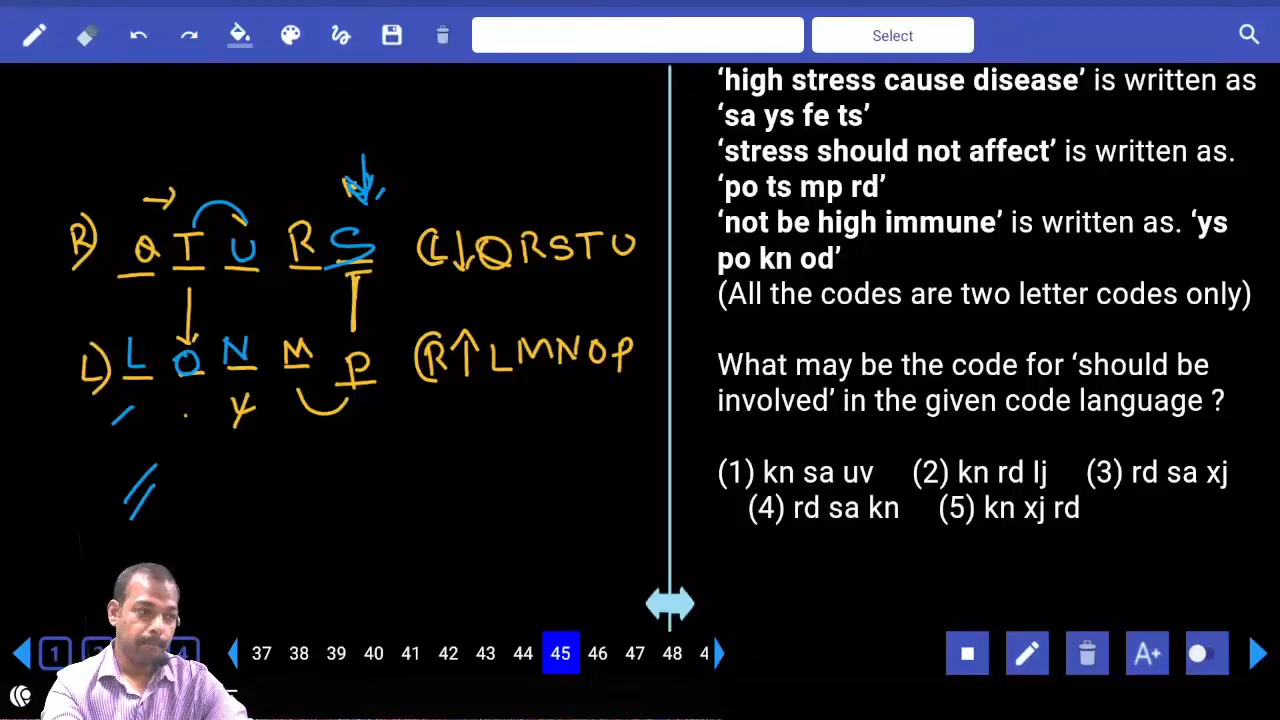 Select
‘high stress cause disease’ is written as
‘sa ys fe ts’
‘stress should not affect’ is written as.
‘po ts mp rd’
‘not be high immune’ is written as. ‘ys
po kn od’
(All the codes are two letter codes only)
What may be the code for ‘should be
involved’ in the given code language ?
(1) kn sa uv (2) kn rd lj (3) rd sa xj
(4) rd sa kn (5) kn xj rd
R) Q T U R S (L↓ Q R S T U
L) L O N M P (R↑ L M N O P
1 4 37 38 39 40 41 42 43 44 45 46 47 48 4
A+